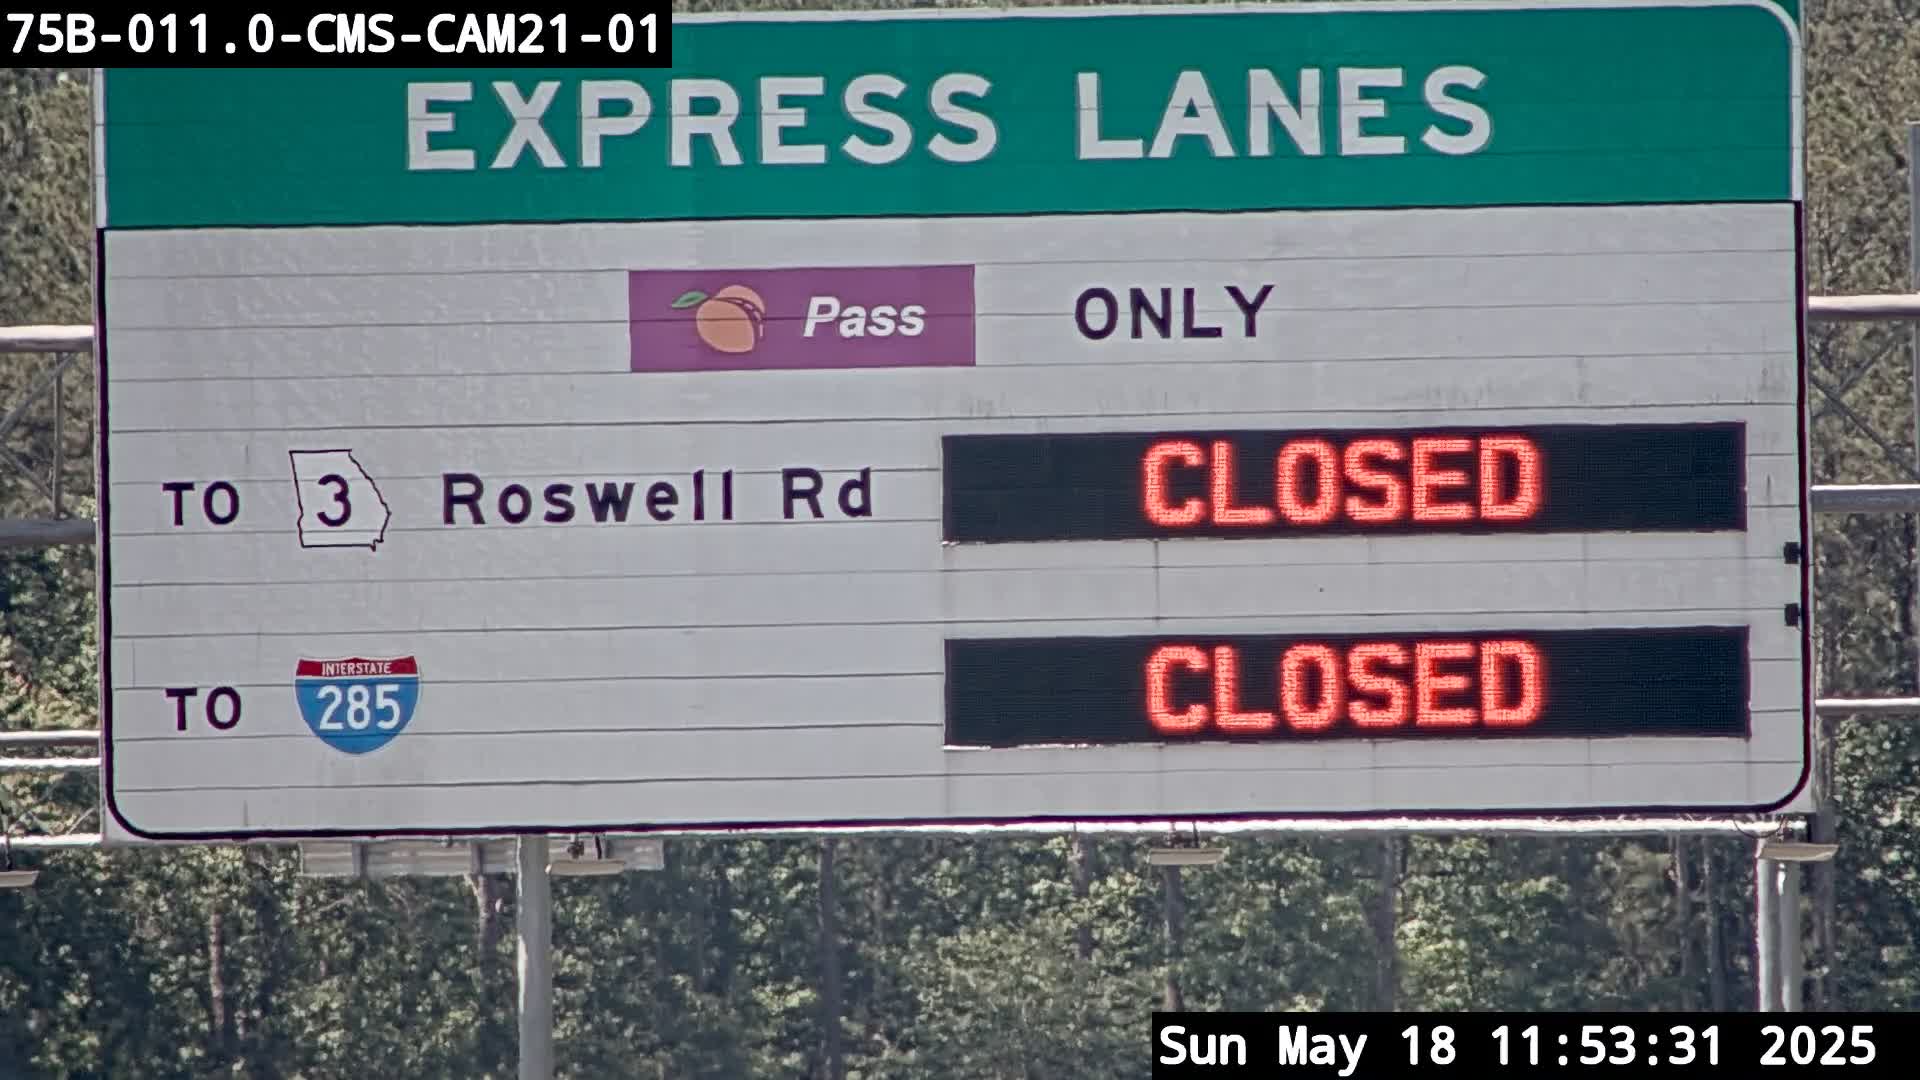 75B-011.0-CMS-CAM21-01
EXPRESS LANES
Pass ONLY
TO 3 Roswell Rd CLOSED
TO INTERSTATE 285 CLOSED
Sun May 18 11:53:31 2025